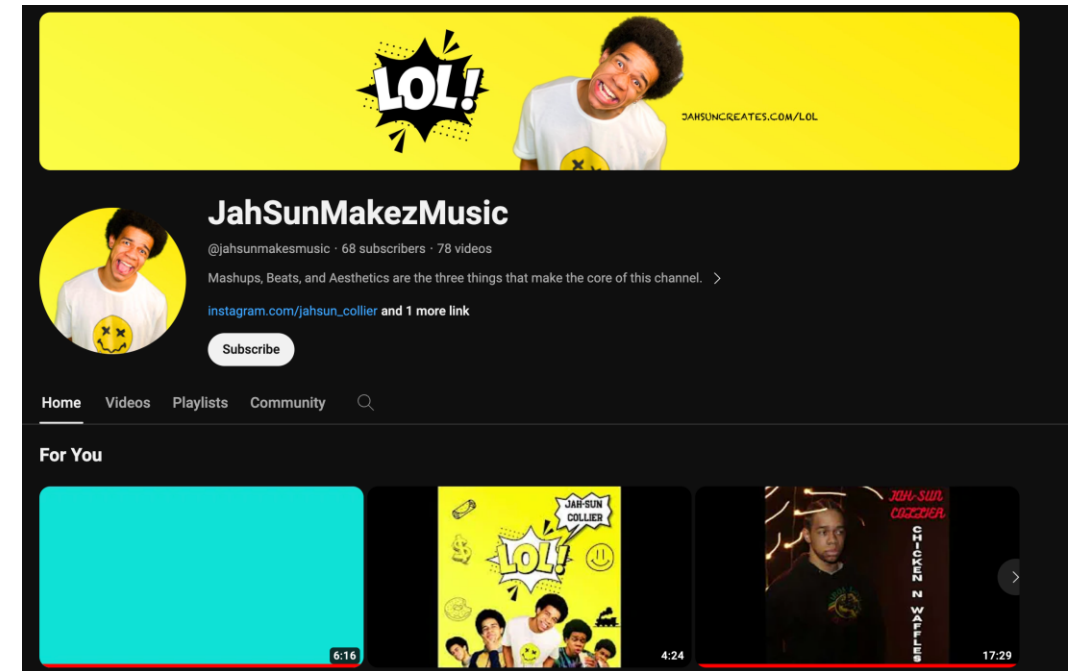 LOL!
JAHSUNCREATES.COM/LOL
JahSunMakezMusic
@jahsunmakesmusic · 68 subscribers · 78 videos
Mashups, Beats, and Aesthetics are the three things that make the core of this channel.
instagram.com/jahsun_collier and 1 more link
Subscribe
Home Videos Playlists Community
For You
6:16
JAH-SUN
COLLIER
LOL!
4:24
JAH-SUN
COLLIER
CHICKEN N WAFFLES
17:29